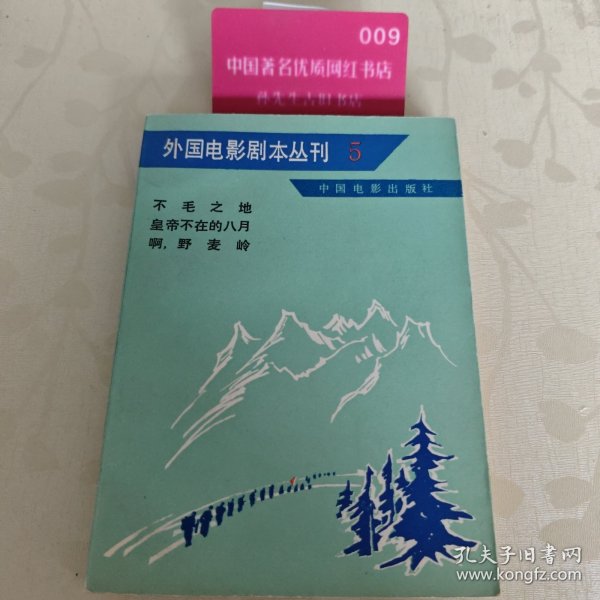 009
中国著名优质网红书店
外国电影剧本丛刊 5
中国电影出版社
不毛之地
皇帝不在的八月
啊，野麦岭
孔夫子旧书网
www.kongfz.com